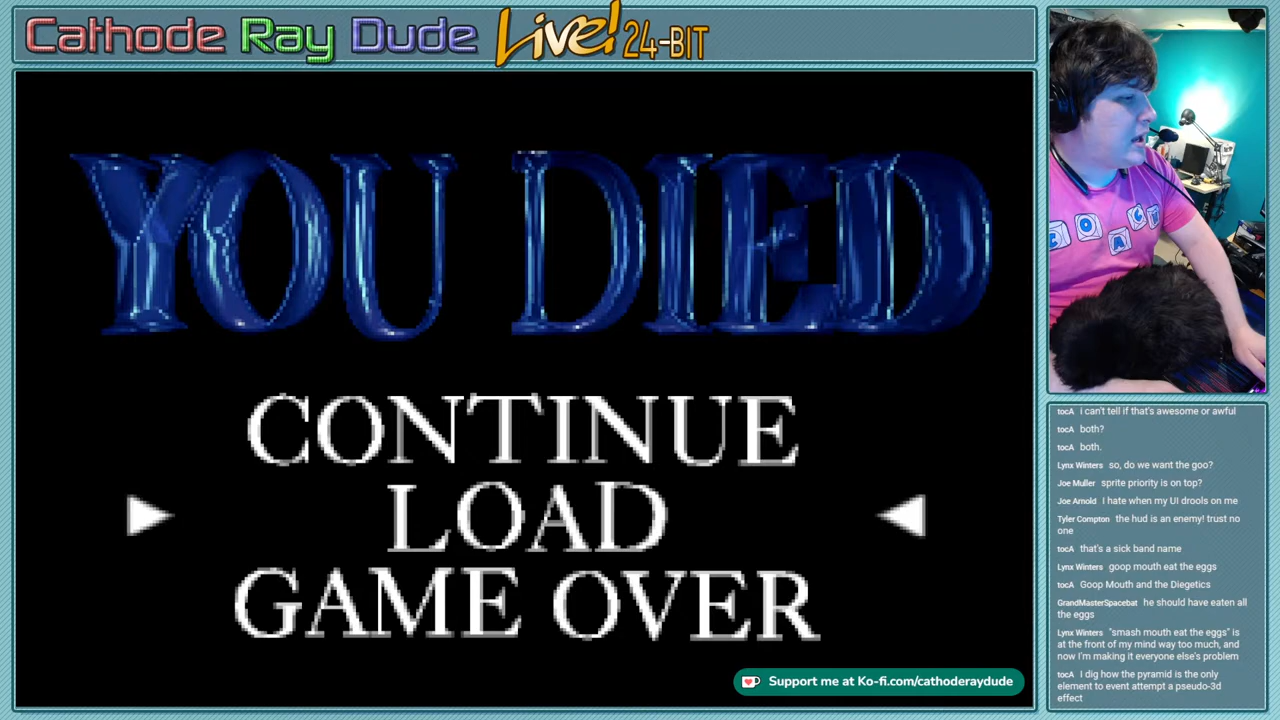 Cathode Ray Dude Live! 24-BIT
YOU DIED
CONTINUE
LOAD
GAME OVER
Support me at Ko-fi.com/cathoderaydude
tocA i can't tell if that's awesome or awful
tocA both?
tocA both.
Lynx Winters so, do we want the goo?
Joe Muller sprite priority is on top?
Joe Arnold I hate when my UI drools on me
Tyler Compton the hud is an enemy! trust no
one
tocA that's a sick band name
Lynx Winters goop mouth eat the eggs
tocA Goop Mouth and the Diegetics
GrandMasterSpacebat he should have eaten all
the eggs
Lynx Winters "smash mouth eat the eggs" is
at the front of my mind way too much, and
now I'm making it everyone else's problem
tocA I dig how the pyramid is the only
element to event attempt a pseudo-3d
effect